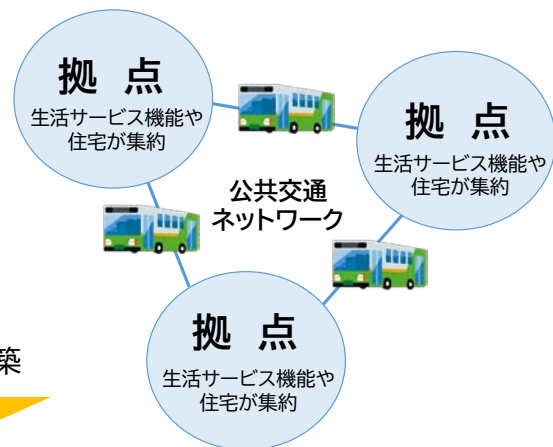 拠 点
生活サービス機能や
住宅が集約
拠 点
生活サービス機能や
住宅が集約
公共交通
ネットワーク
拠 点
生活サービス機能や
住宅が集約
築